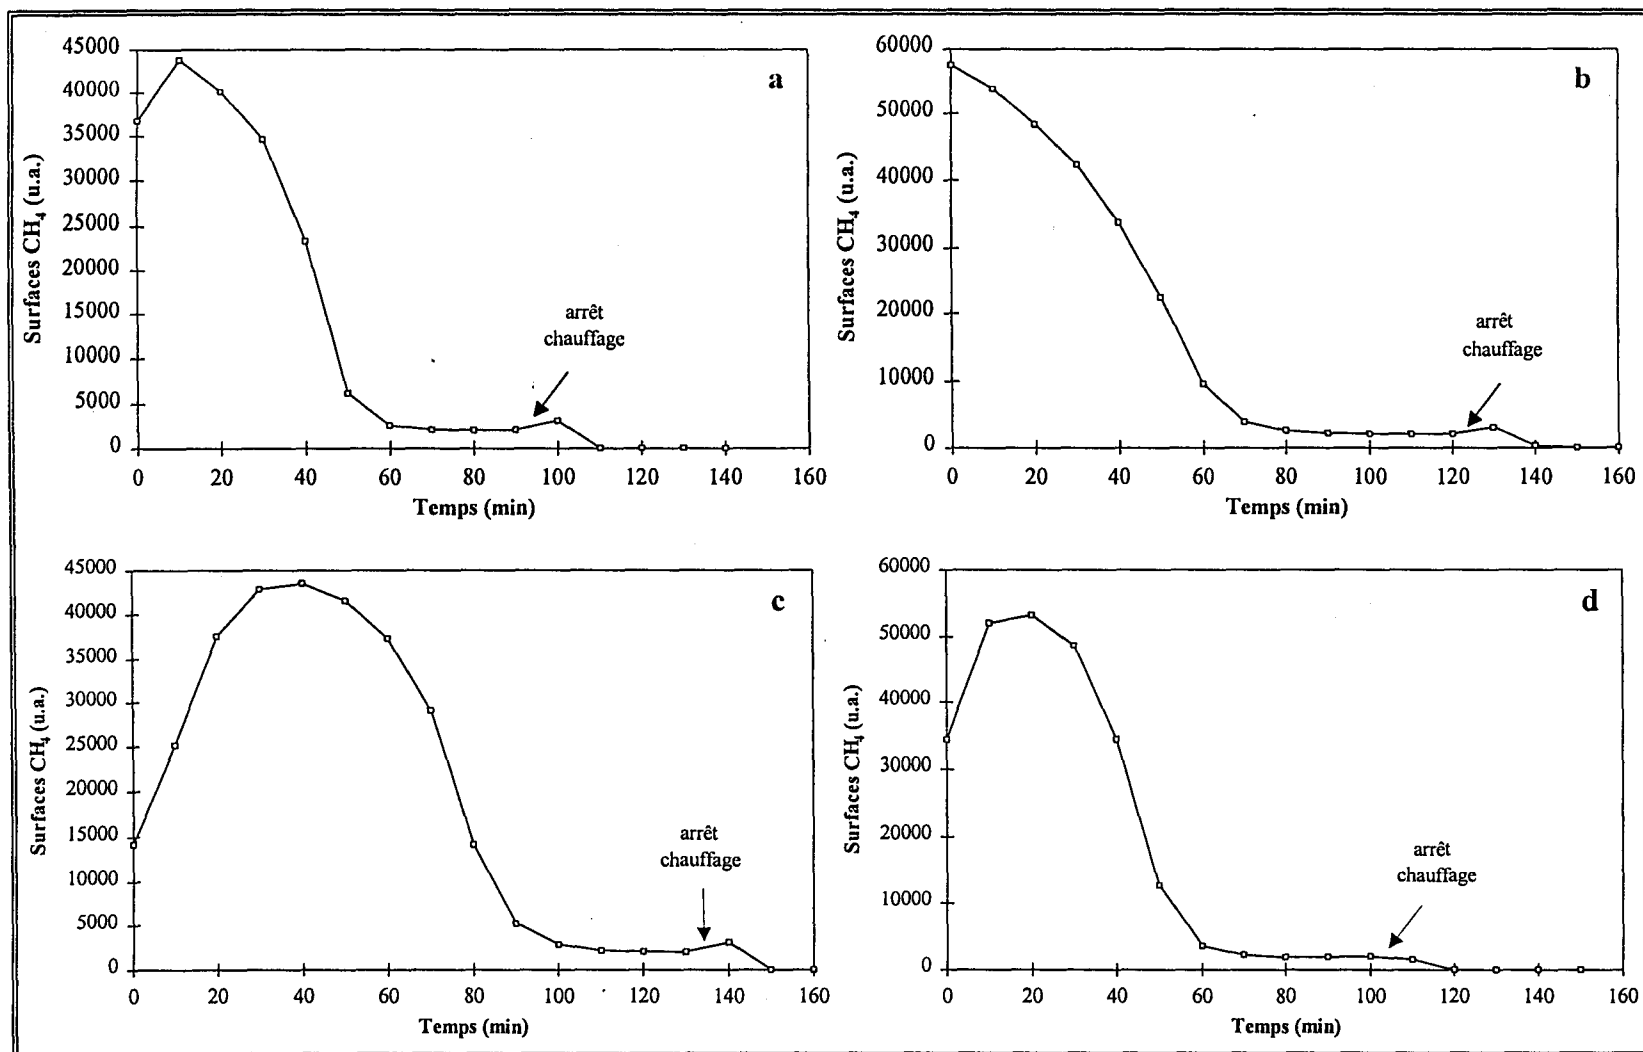 a
45000
40000
35000
30000
25000
20000
15000
10000
5000
0
Surfaces CH₄ (u.a.)
arrêt
chauffage
0 20 40 60 80 100 120 140 160
Temps (min)
b
60000
50000
40000
30000
20000
10000
0
Surfaces CH₄ (u.a.)
arrêt
chauffage
0 20 40 60 80 100 120 140 160
Temps (min)
c
45000
40000
35000
30000
25000
20000
15000
10000
5000
0
Surfaces CH₄ (u.a.)
arrêt
chauffage
0 20 40 60 80 100 120 140 160
Temps (min)
d
60000
50000
40000
30000
20000
10000
0
Surfaces CH₄ (u.a.)
arrêt
chauffage
0 20 40 60 80 100 120 140 160
Temps (min)